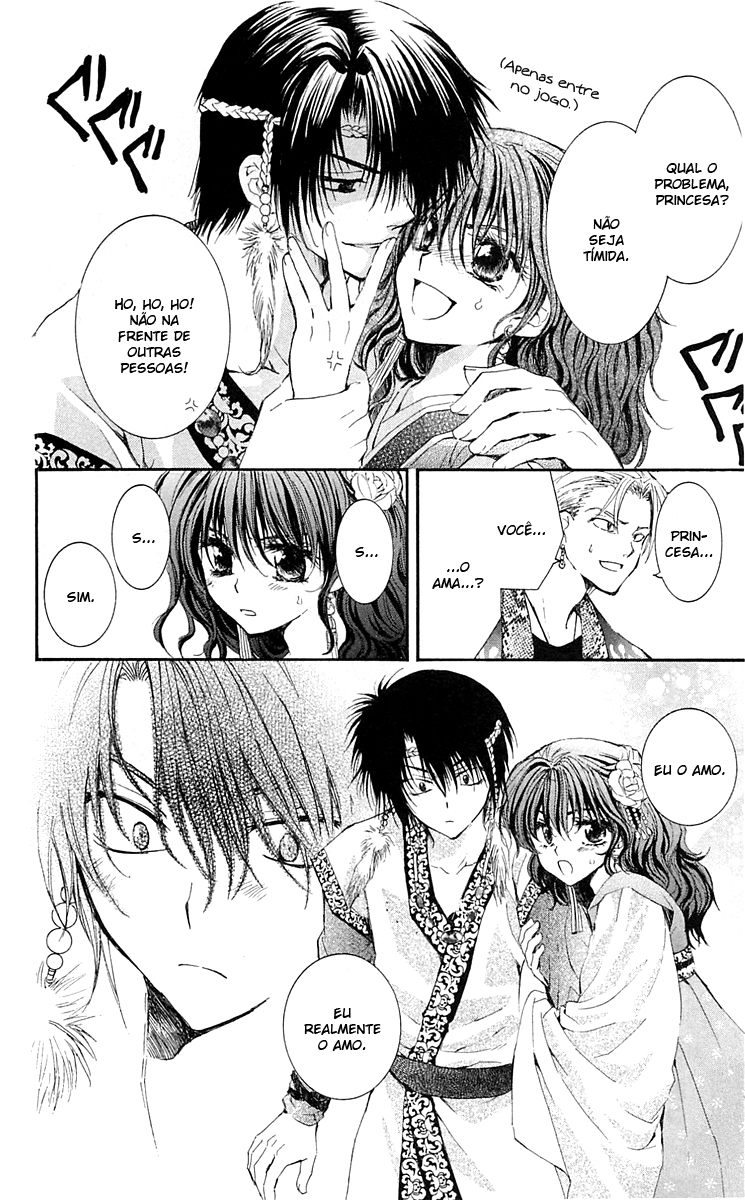 QUAL O
PROBLEMA,
PRINCESA?
NÃO
SEJA
TÍMIDA.
(Apenas entre
no jogo.)
HO, HO, HO!
NÃO NA
FRENTE DE
OUTRAS
PESSOAS!
PRIN-
CESA...
VOCÊ...
...O
AMA...?
S...
S...
SIM.
EU O AMO.
EU
REALMENTE
O AMO.